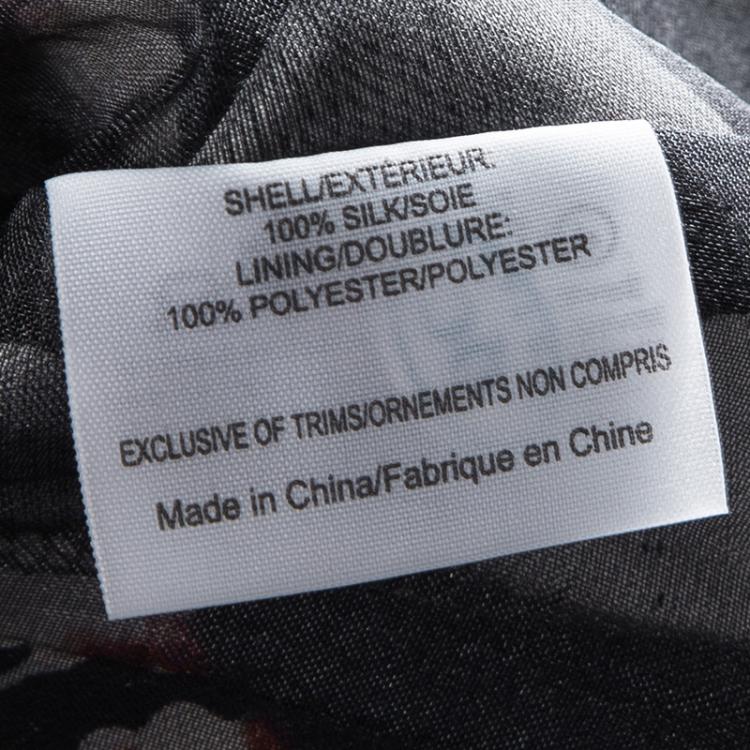 SHELL/EXTÉRIEUR:
100% SILK/SOIE
LINING/DOUBLURE:
100% POLYESTER/POLYESTER
EXCLUSIVE OF TRIMS/ORNEMENTS NON COMPRIS
Made in China/Fabrique en Chine